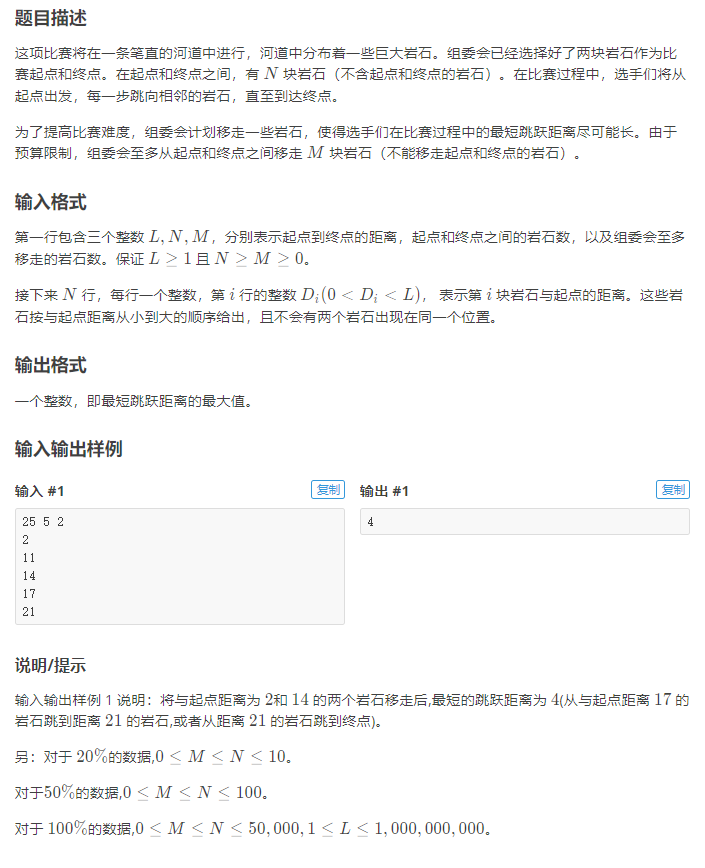 题目描述
这项比赛将在一条笔直的河道中进行，河道中分布着一些巨大岩石。组委会已经选择好了两块岩石作为比
赛起点和终点。在起点和终点之间，有 N 块岩石（不含起点和终点的岩石）。在比赛过程中，选手们将从
起点出发，每一步跳向相邻的岩石，直至到达终点。
为了提高比赛难度，组委会计划移走一些岩石，使得选手们在比赛过程中的最短跳跃距离尽可能长。由于
预算限制，组委会至多从起点和终点之间移走 M 块岩石（不能移走起点和终点的岩石）。
输入格式
第一行包含三个整数 L, N, M，分别表示起点到终点的距离，起点和终点之间的岩石数，以及组委会至多
移走的岩石数。保证 L ≥ 1 且 N ≥ M ≥ 0。
接下来 N 行，每行一个整数，第 i 行的整数 D_i(0 < D_i < L)， 表示第 i 块岩石与起点的距离。这些岩
石按与起点距离从小到大的顺序给出，且不会有两个岩石出现在同一个位置。
输出格式
一个整数，即最短跳跃距离的最大值。
输入输出样例
输入 #1 复制
25 5 2
2
11
14
17
21
输出 #1 复制
4
说明/提示
输入输出样例 1 说明：将与起点距离为 2和 14 的两个岩石移走后,最短的跳跃距离为 4(从与起点距离 17 的
岩石跳到距离 21 的岩石,或者从距离 21 的岩石跳到终点)。
另：对于 20%的数据,0 ≤ M ≤ N ≤ 10。
对于50%的数据,0 ≤ M ≤ N ≤ 100。
对于 100%的数据,0 ≤ M ≤ N ≤ 50,000,1 ≤ L ≤ 1,000,000,000。